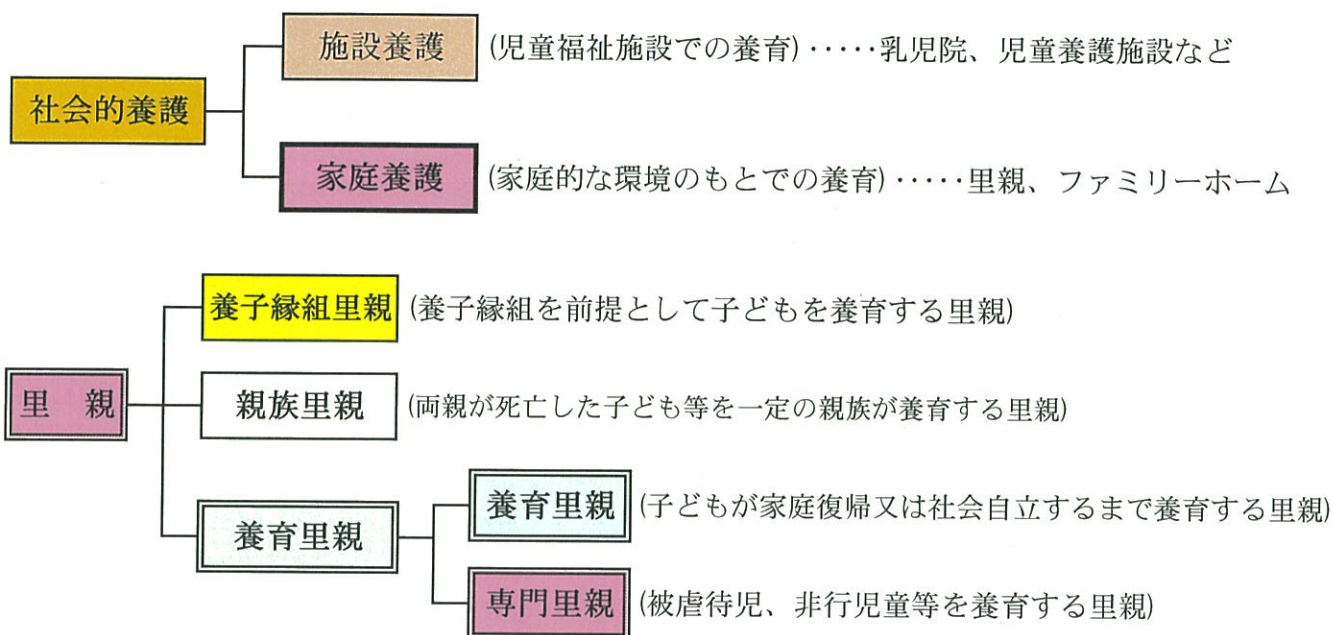 施設養護 (児童福祉施設での養育) ‥‥‥乳児院、児童養護施設など
社会的養護
家庭養護 (家庭的な環境のもとでの養育) ‥‥‥里親、ファミリーホーム
養子縁組里親 (養子縁組を前提として子どもを養育する里親)
里　親
親族里親 (両親が死亡した子ども等を一定の親族が養育する里親)
養育里親 (子どもが家庭復帰又は社会自立するまで養育する里親)
養育里親
専門里親 (被虐待児、非行児童等を養育する里親)